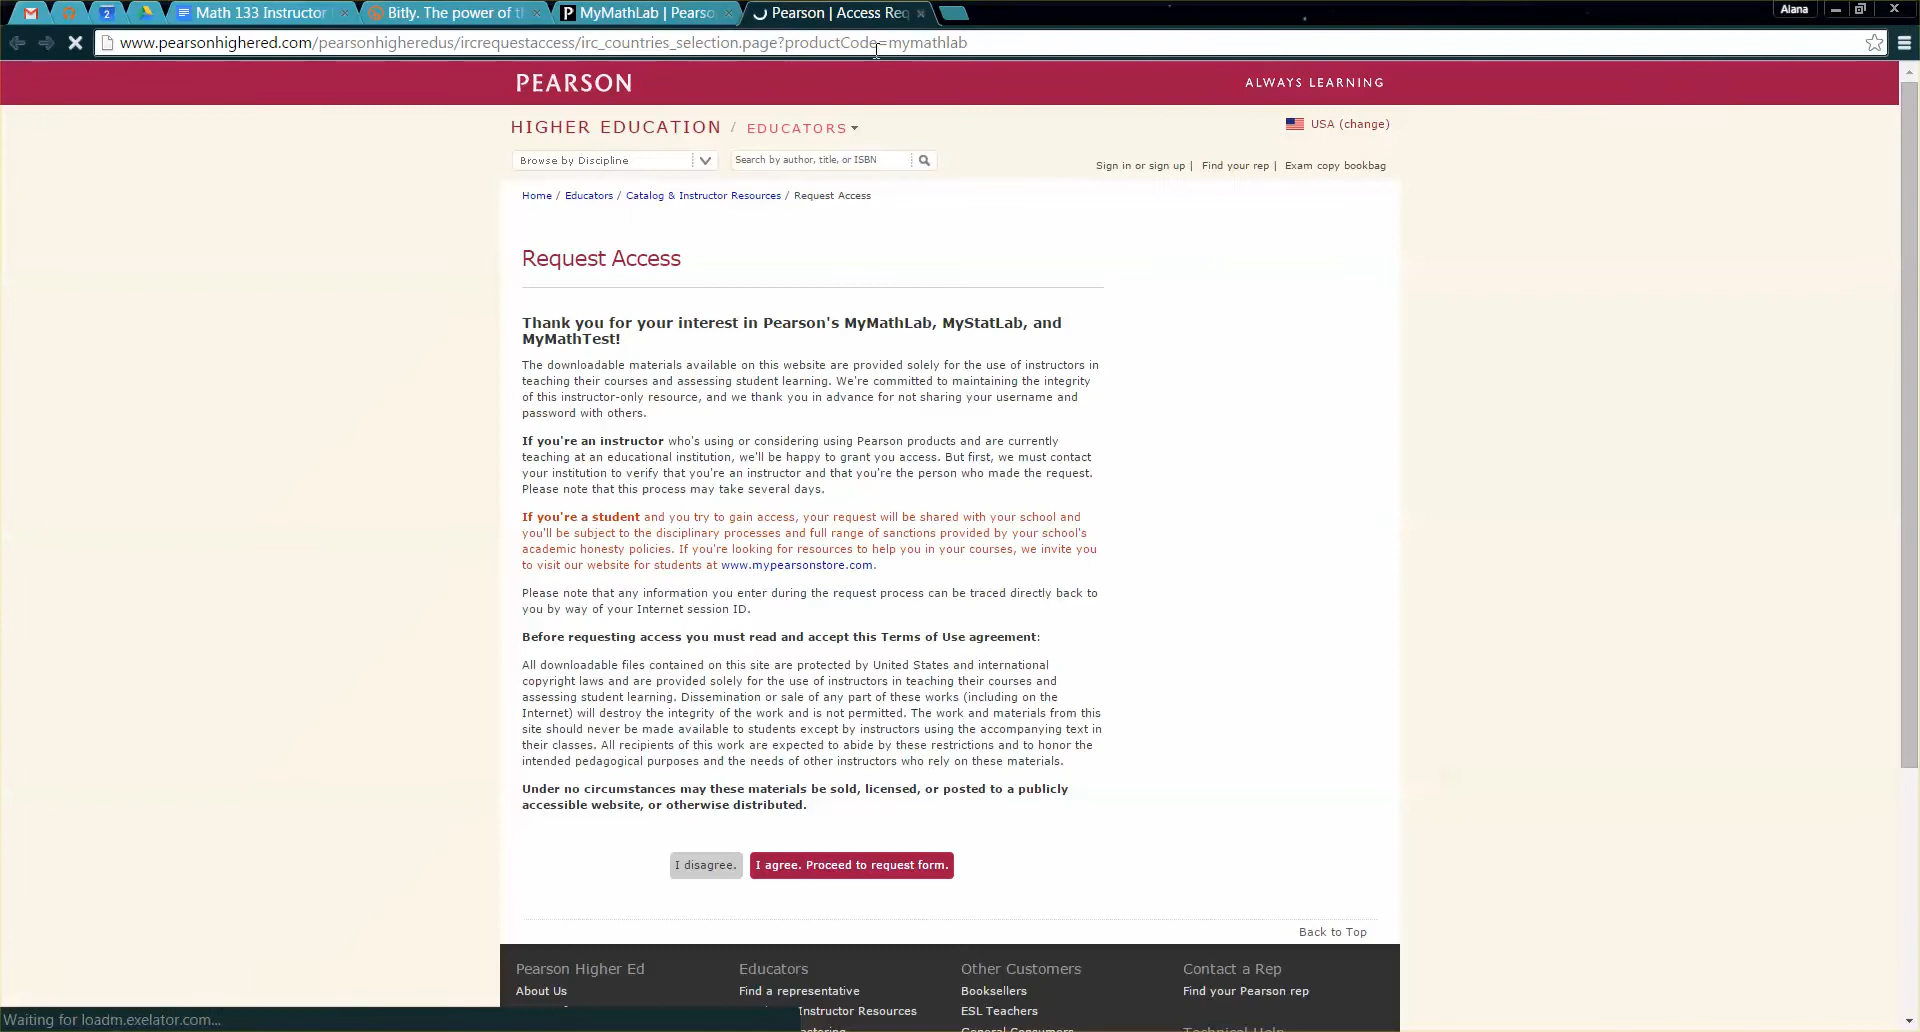 Math 133 Instructor
Bitly. The power of t
MyMathLab | Pearso
Pearson | Access Req
Alana
www.pearsonhighered.com/pearsonhigheredus/ircrequestaccess/irc_countries_selection.page?productCode=mymathlab
PEARSON
ALWAYS LEARNING
HIGHER EDUCATION / EDUCATORS
USA (change)
Browse by Discipline
Search by author, title, or ISBN
Sign in or sign up | Find your rep | Exam copy bookbag
Home / Educators / Catalog & Instructor Resources / Request Access
Request Access
Thank you for your interest in Pearson's MyMathLab, MyStatLab, and
MyMathTest!
The downloadable materials available on this website are provided solely for the use of instructors in
teaching their courses and assessing student learning. We're committed to maintaining the integrity
of this instructor-only resource, and we thank you in advance for not sharing your username and
password with others.
If you're an instructor who's using or considering using Pearson products and are currently
teaching at an educational institution, we'll be happy to grant you access. But first, we must contact
your institution to verify that you're an instructor and that you're the person who made the request.
Please note that this process may take several days.
If you're a student and you try to gain access, your request will be shared with your school and
you'll be subject to the disciplinary processes and full range of sanctions provided by your school's
academic honesty policies. If you're looking for resources to help you in your courses, we invite you
to visit our website for students at www.mypearsonstore.com.
Please note that any information you enter during the request process can be traced directly back to
you by way of your Internet session ID.
Before requesting access you must read and accept this Terms of Use agreement:
All downloadable files contained on this site are protected by United States and international
copyright laws and are provided solely for the use of instructors in teaching their courses and
assessing student learning. Dissemination or sale of any part of these works (including on the
Internet) will destroy the integrity of the work and is not permitted. The work and materials from this
site should never be made available to students except by instructors using the accompanying text in
their classes. All recipients of this work are expected to abide by these restrictions and to honor the
intended pedagogical purposes and the needs of other instructors who rely on these materials.
Under no circumstances may these materials be sold, licensed, or posted to a publicly
accessible website, or otherwise distributed.
I disagree. I agree. Proceed to request form.
Back to Top
Pearson Higher Ed Educators Other Customers Contact a Rep
About Us Find a representative Booksellers Find your Pearson rep
Instructor Resources ESL Teachers
Waiting for loadm.exelator.com...